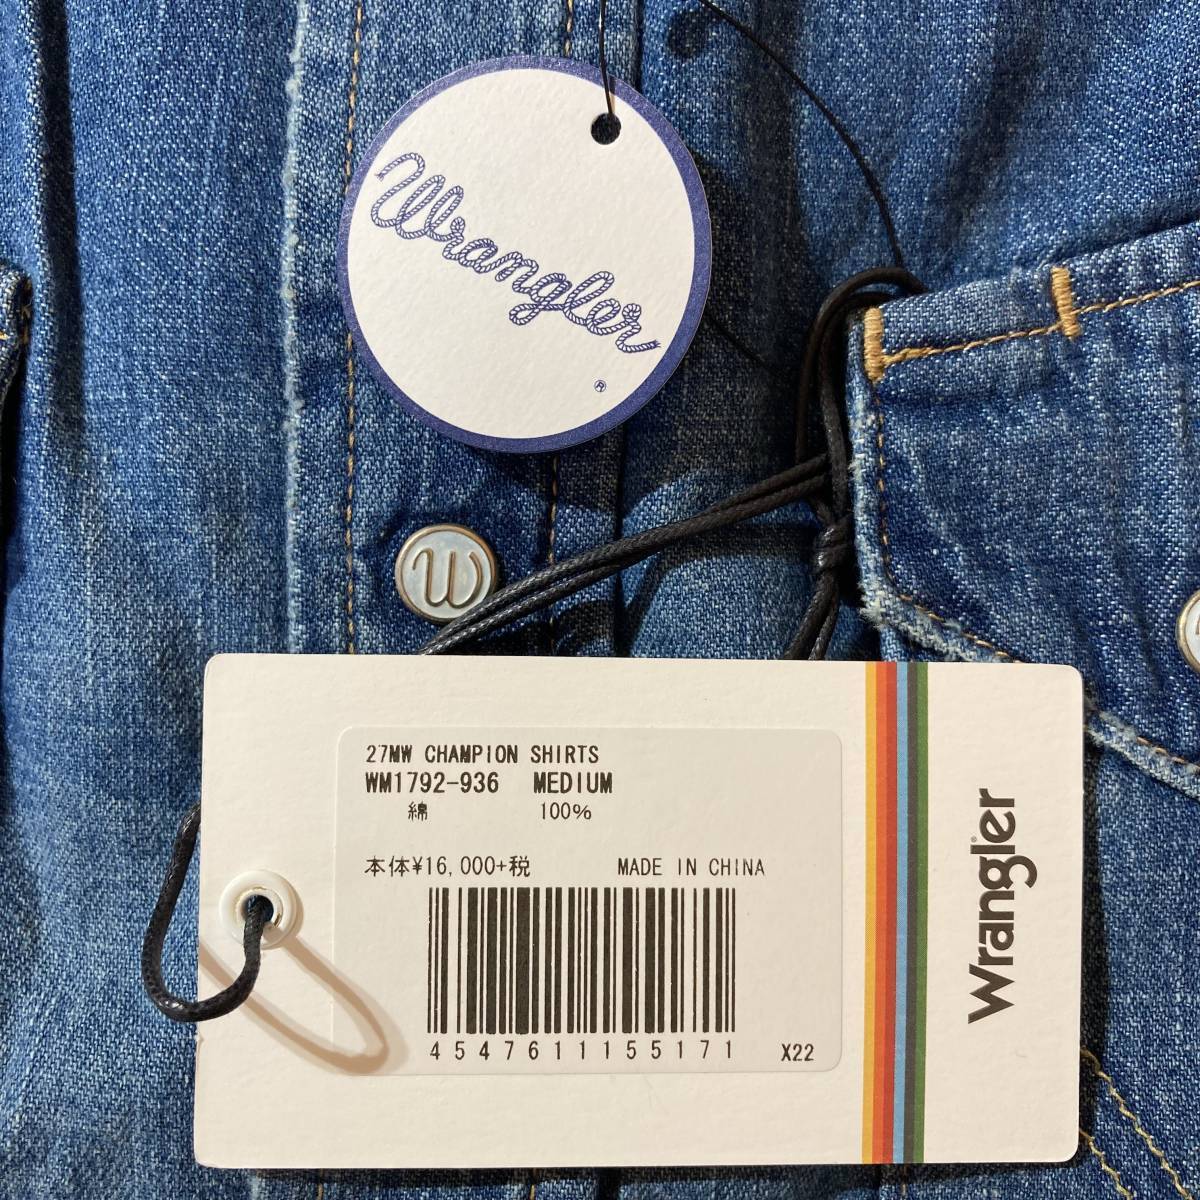 Wrangler
®
W
27MW CHAMPION SHIRTS
WM1792-936 MEDIUM
綿 100%
本体¥16,000+税 MADE IN CHINA
4547611155171 X22
Wrangler